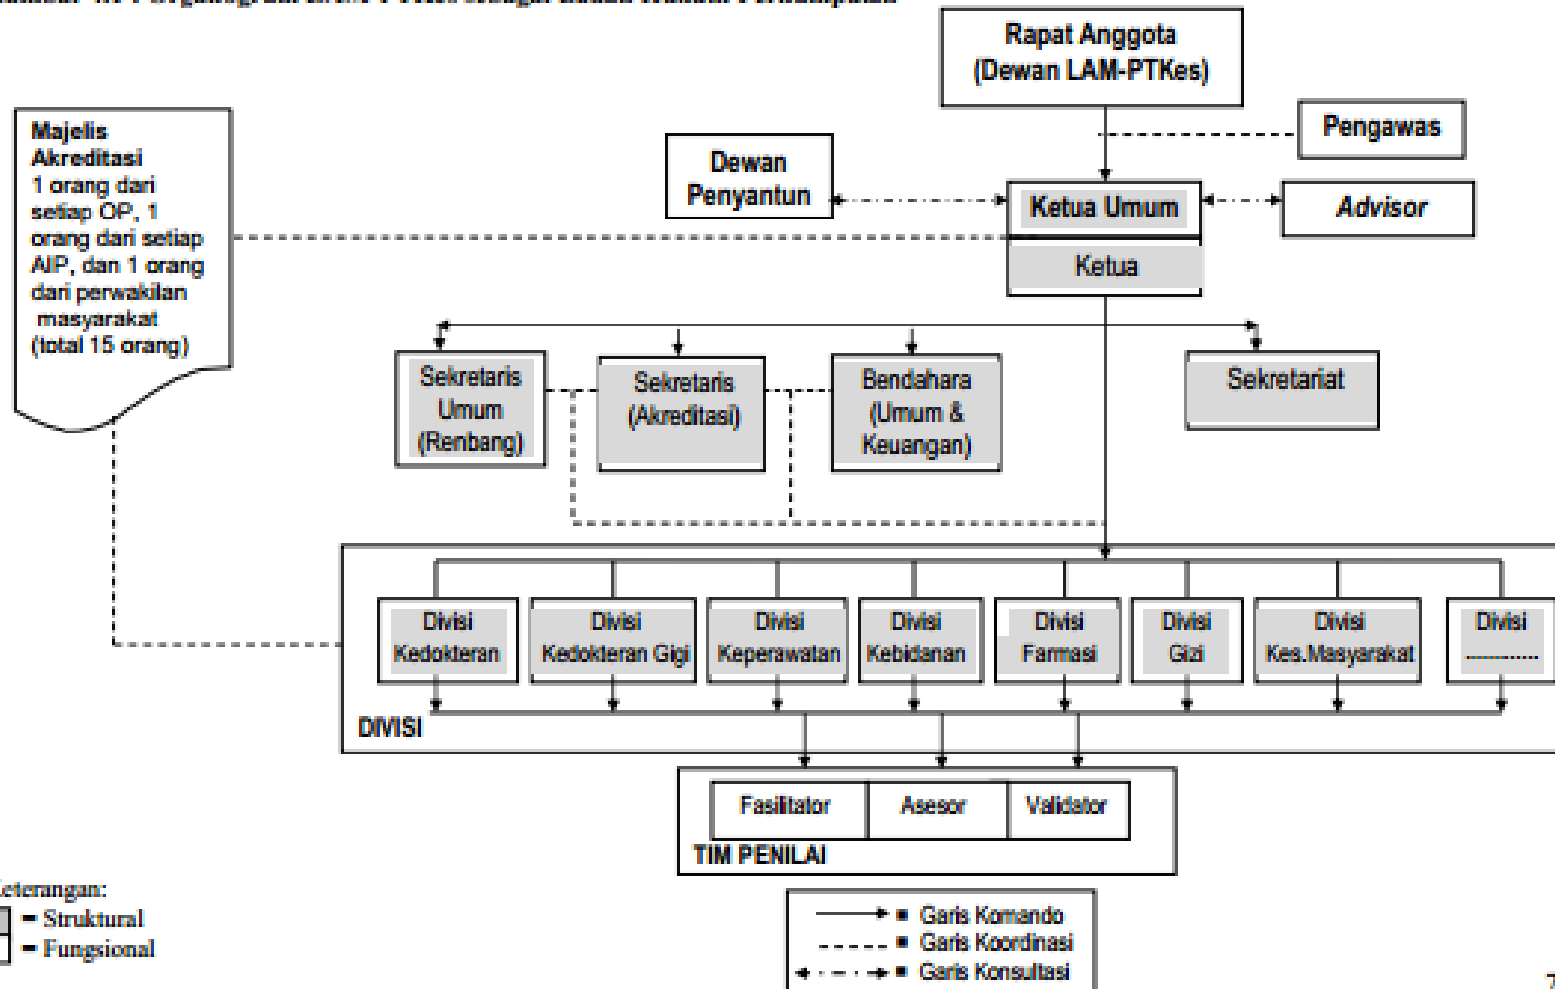 Rapat Anggota
(Dewan LAM-PTKes)
Pengawas
Majelis
Akreditasi
1 orang dari
setiap OP, 1
orang dari setiap
AIP, dan 1 orang
dari perwakilan
masyarakat
(total 15 orang)
Dewan
Penyantun
Ketua Umum
Advisor
Ketua
Sekretaris
Umum
(Renbang)
Sekretaris
(Akreditasi)
Bendahara
(Umum &
Keuangan)
Sekretariat
Divisi
Kedokteran
Divisi
Kedokteran Gigi
Divisi
Keperawatan
Divisi
Kebidanan
Divisi
Farmasi
Divisi
Gizi
Divisi
Kes.Masyarakat
Divisi
............
DIVISI
Fasilitator
Asesor
Validator
TIM PENILAI
eterangan:
= Struktural
= Fungsional
= Garis Komando
= Garis Koordinasi
= Garis Konsultasi